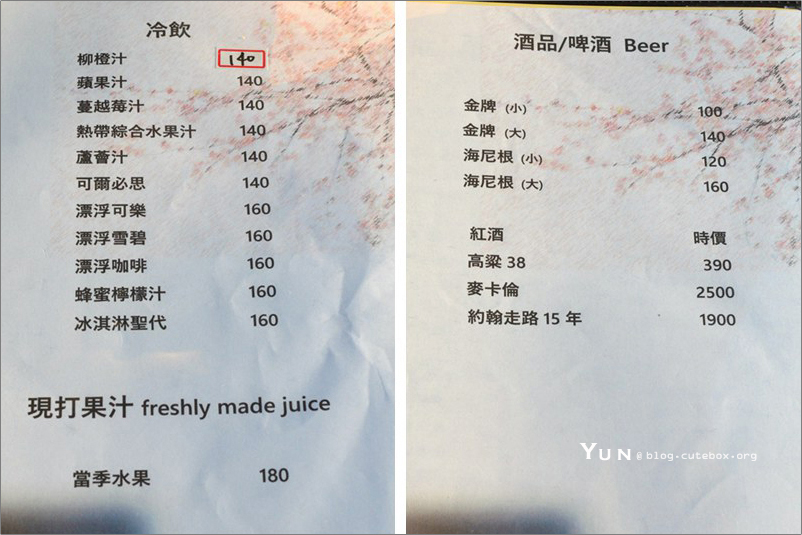 冷飲
柳橙汁 140
蘋果汁 140
蔓越莓汁 140
熱帶綜合水果汁 140
蘆薈汁 140
可爾必思 140
漂浮可樂 160
漂浮雪碧 160
漂浮咖啡 160
蜂蜜檸檬汁 160
冰淇淋聖代 160
現打果汁 freshly made juice
當季水果 180
酒品/啤酒 Beer
金牌 (小) 100
金牌 (大) 140
海尼根 (小) 120
海尼根 (大) 160
紅酒 時價
高粱 38 390
麥卡倫 2500
約翰走路 15 年 1900
YUN @ blog-cutebox.org